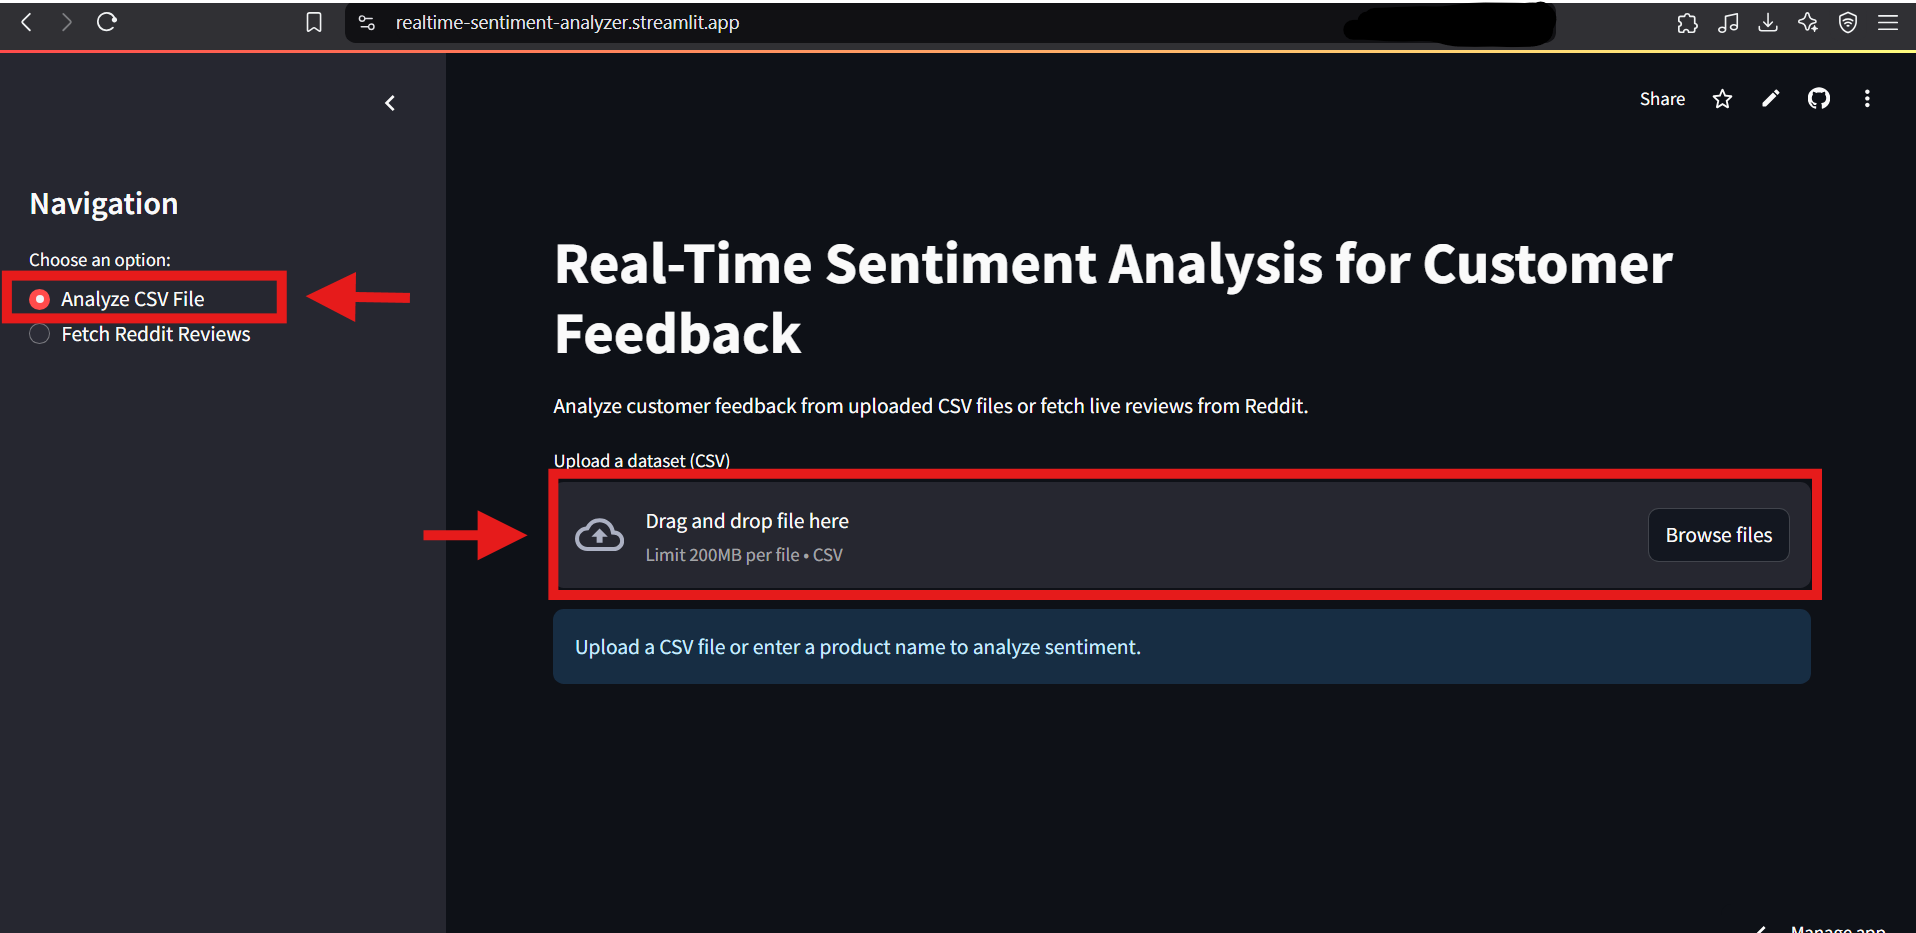 realtime-sentiment-analyzer.streamlit.app
Share
Navigation
Choose an option:
Analyze CSV File
Fetch Reddit Reviews
Real-Time Sentiment Analysis for Customer
Feedback
Analyze customer feedback from uploaded CSV files or fetch live reviews from Reddit.
Upload a dataset (CSV)
Drag and drop file here
Limit 200MB per file • CSV
Browse files
Upload a CSV file or enter a product name to analyze sentiment.
Manage app